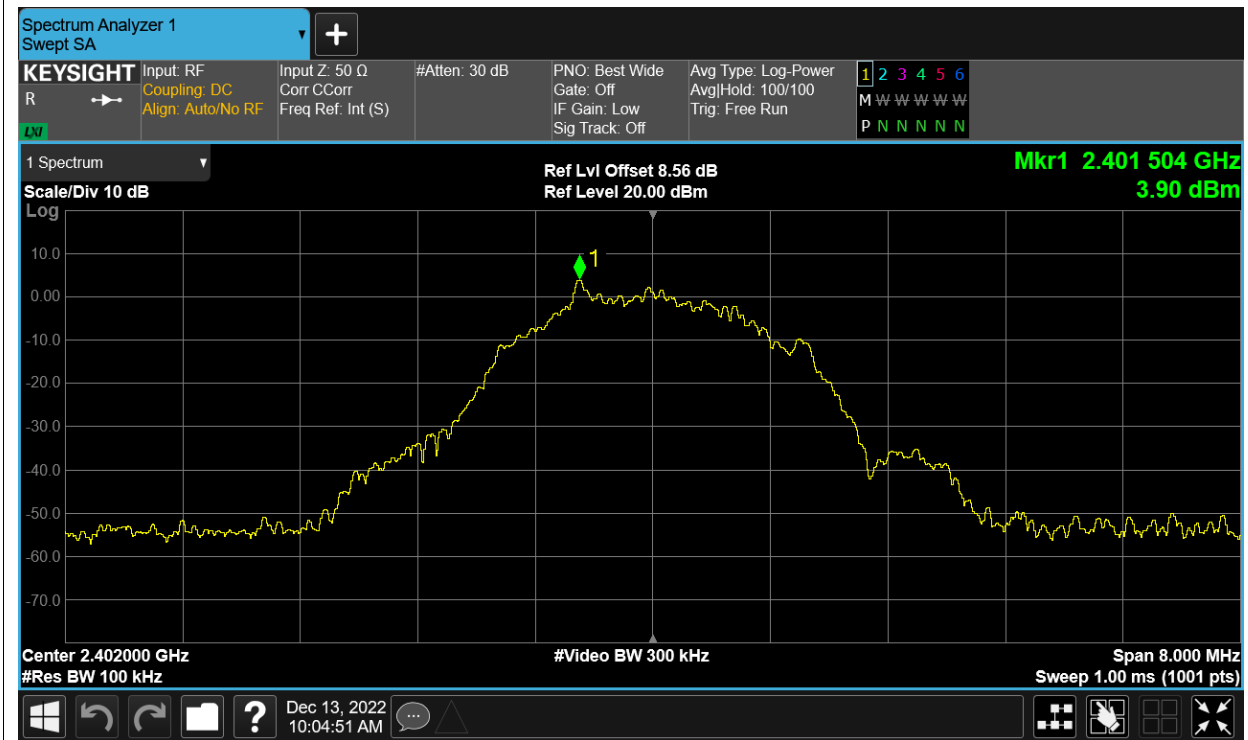 Spectrum Analyzer 1
Swept SA
+
KEYSIGHT
R
LXI
Input: RF
Coupling: DC
Align: Auto/No RF
Input Z: 50 Ω
Corr CCorr
Freq Ref: Int (S)
#Atten: 30 dB
PNO: Best Wide
Gate: Off
IF Gain: Low
Sig Track: Off
Avg Type: Log-Power
Avg|Hold: 100/100
Trig: Free Run
1 2 3 4 5 6
M W W W W W
P N N N N N
1 Spectrum
Scale/Div 10 dB
Log
Ref Lvl Offset 8.56 dB
Ref Level 20.00 dBm
Mkr1 2.401 504 GHz
3.90 dBm
1
10.0
0.00
-10.0
-20.0
-30.0
-40.0
-50.0
-60.0
-70.0
Center 2.402000 GHz
#Res BW 100 kHz
#Video BW 300 kHz
Span 8.000 MHz
Sweep 1.00 ms (1001 pts)
?
Dec 13, 2022
10:04:51 AM